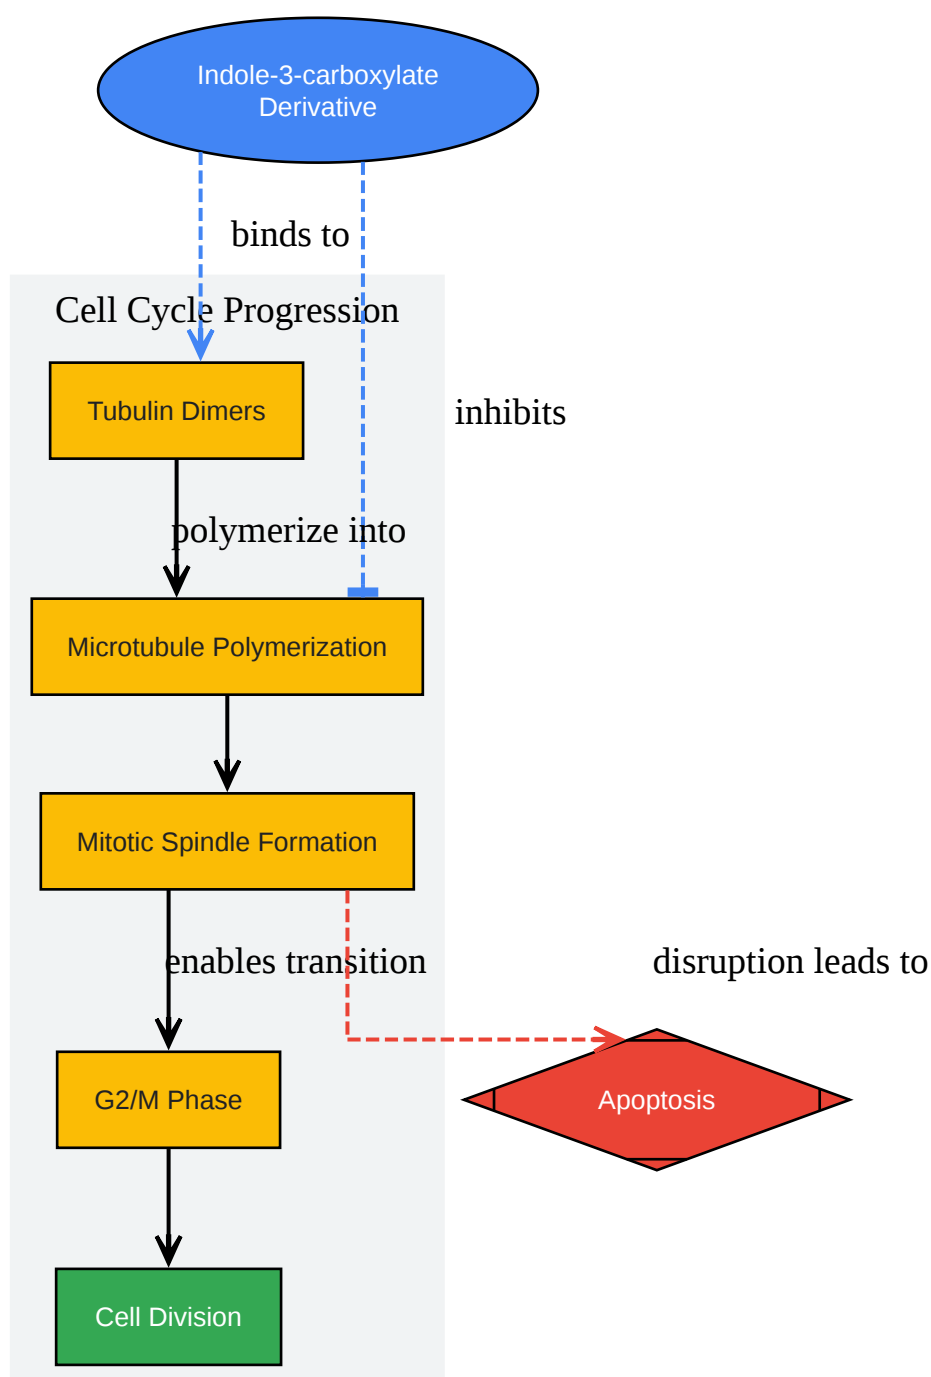 Indole-3-carboxylate
Derivative
binds to
Cell Cycle Progression
Tubulin Dimers
inhibits
polymerize into
Microtubule Polymerization
Mitotic Spindle Formation
enables transition
disruption leads to
G2/M Phase
Apoptosis
Cell Division